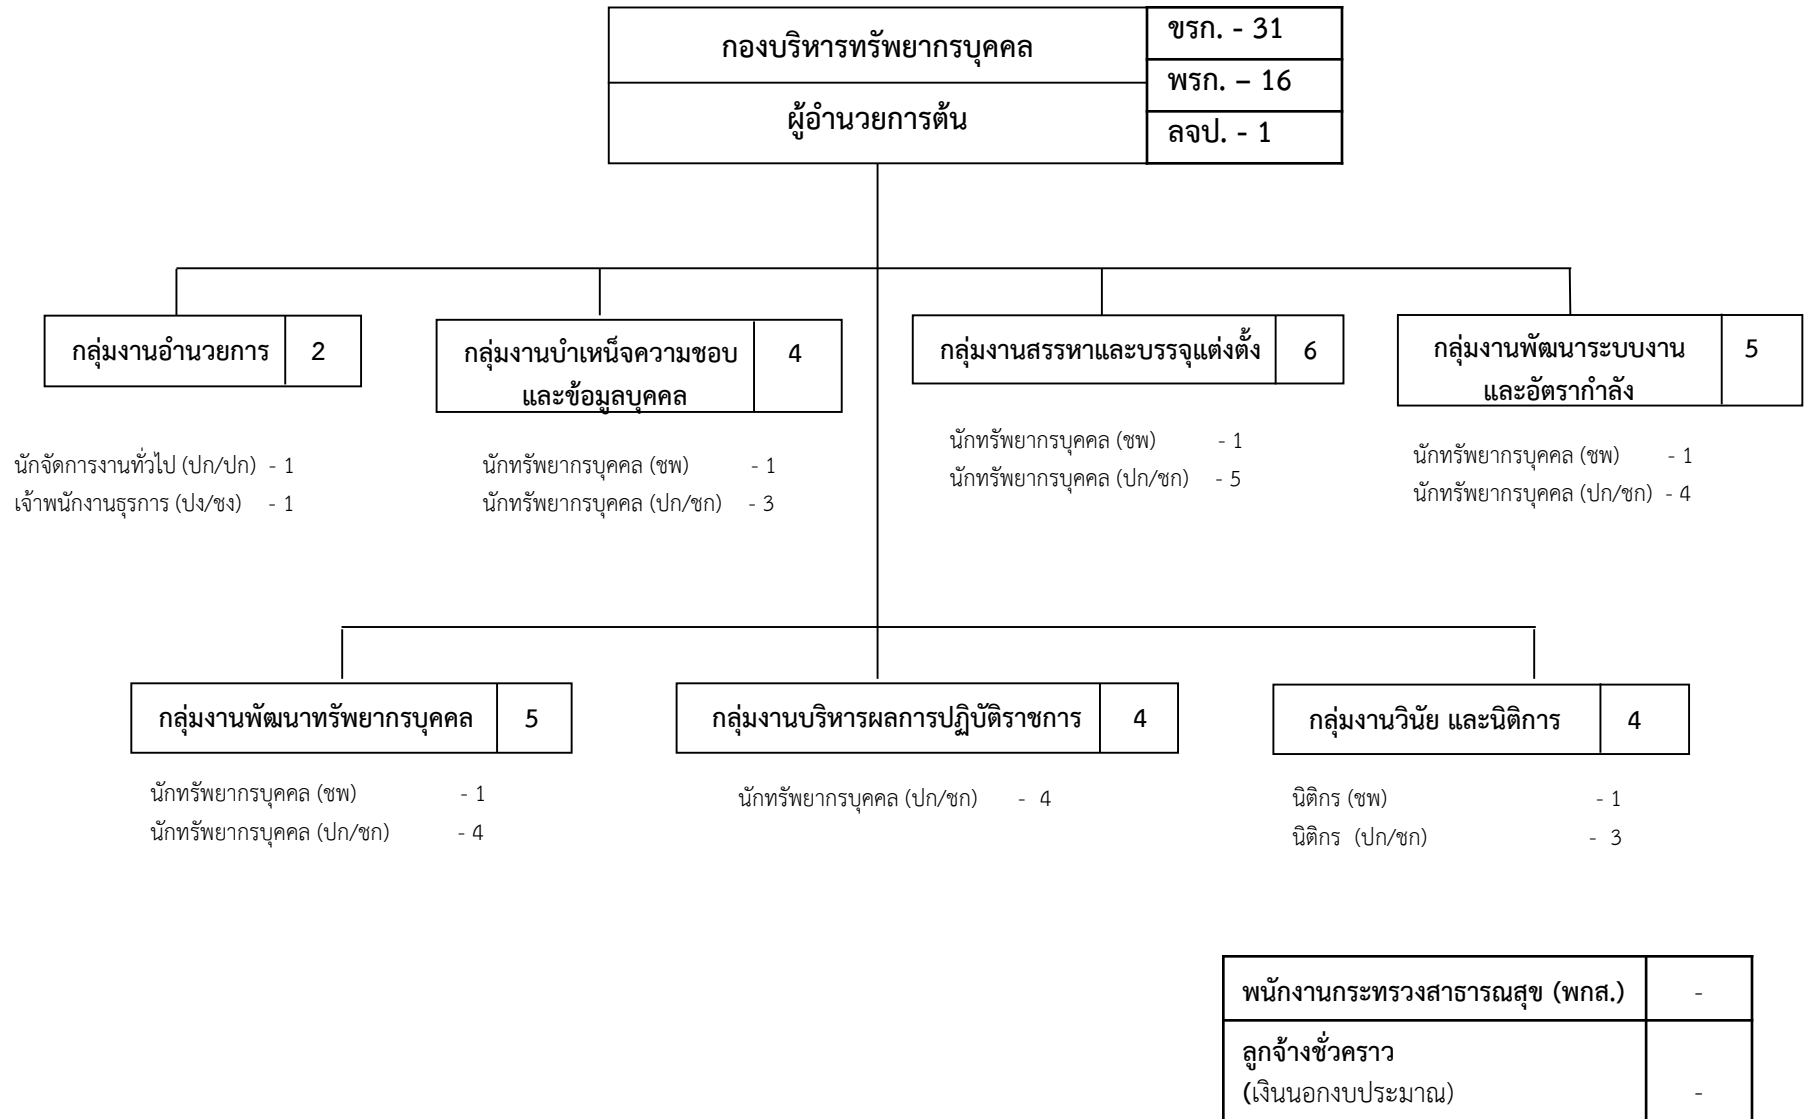 กองบริหารทรัพยากรบุคคล
ผู้อำนวยการต้น
ขรก. - 31
พรก. – 16
ลจป. - 1
กลุ่มงานอำนวยการ 2
นักจัดการงานทั่วไป (ปก/ปก) - 1
เจ้าพนักงานธุรการ (ปง/ชง) - 1
กลุ่มงานบำเหน็จความชอบ 4
และข้อมูลบุคคล
นักทรัพยากรบุคคล (ชพ) - 1
นักทรัพยากรบุคคล (ปก/ชก) - 3
กลุ่มงานสรรหาและบรรจุแต่งตั้ง 6
นักทรัพยากรบุคคล (ชพ) - 1
นักทรัพยากรบุคคล (ปก/ชก) - 5
กลุ่มงานพัฒนาระบบงาน 5
และอัตรากำลัง
นักทรัพยากรบุคคล (ชพ) - 1
นักทรัพยากรบุคคล (ปก/ชก) - 4
กลุ่มงานพัฒนาทรัพยากรบุคคล 5
นักทรัพยากรบุคคล (ชพ) - 1
นักทรัพยากรบุคคล (ปก/ชก) - 4
กลุ่มงานบริหารผลการปฏิบัติราชการ 4
นักทรัพยากรบุคคล (ปก/ชก) - 4
กลุ่มงานวินัย และนิติการ 4
นิติกร (ชพ) - 1
นิติกร (ปก/ชก) - 3
พนักงานกระทรวงสาธารณสุข (พกส.) -
ลูกจ้างชั่วคราว
(เงินนอกงบประมาณ) -